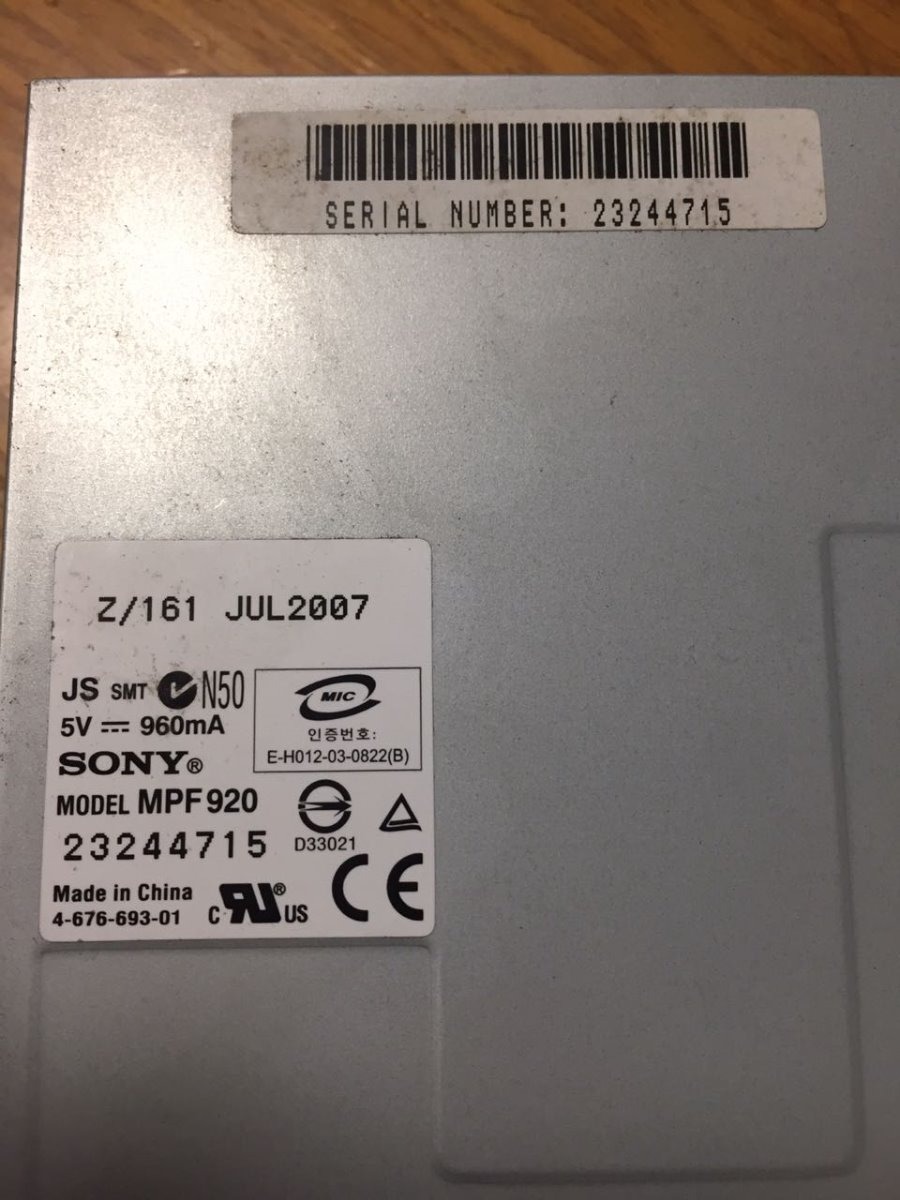 SERIAL NUMBER: 23244715
Z/161 JUL2007
JS SMT N50
5V ⎓ 960mA
MIC
인증번호:
E-H012-03-0822(B)
SONY®
MODEL MPF920
23244715
D33021
Made in China
4-676-693-01
C RU® US
CE